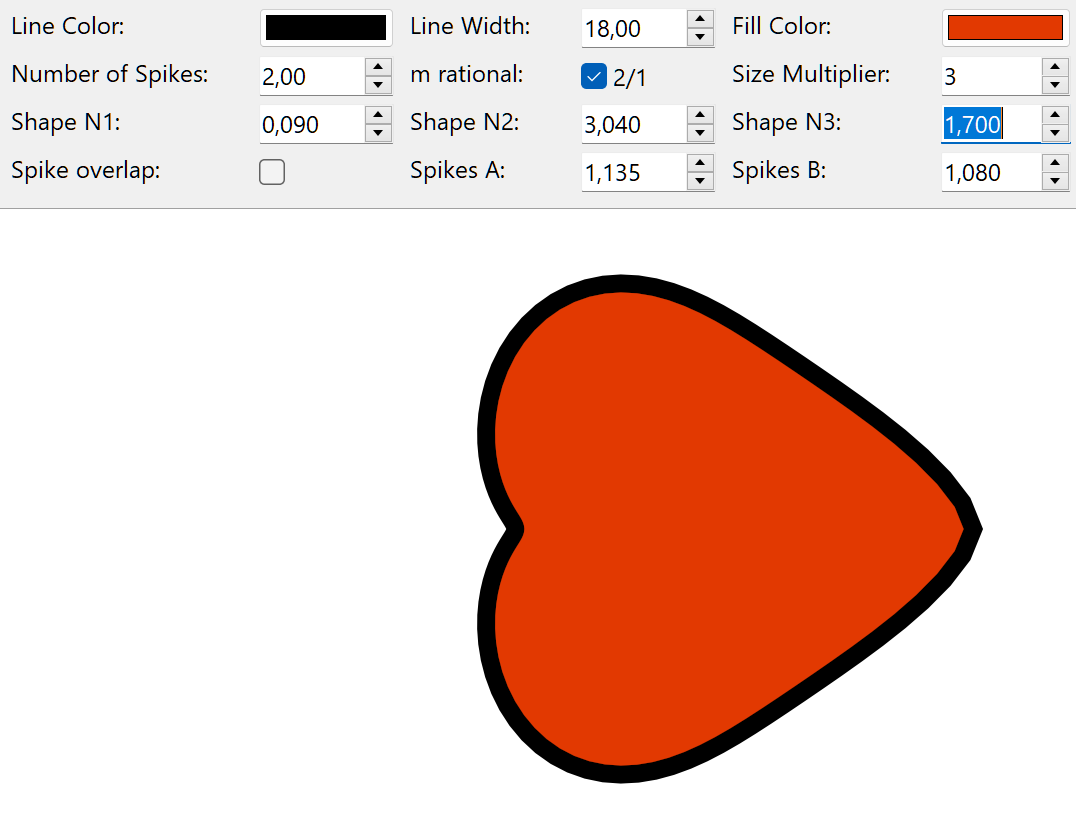 Line Color: Line Width: 18,00 Fill Color:
Number of Spikes: 2,00 m rational: 2/1 Size Multiplier: 3
Shape N1: 0,090 Shape N2: 3,040 Shape N3: 1,700
Spike overlap: Spikes A: 1,135 Spikes B: 1,080